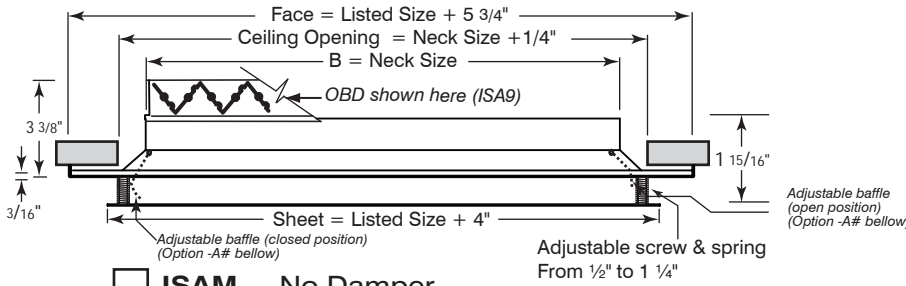 Face = Listed Size + 5 3/4"
Ceiling Opening = Neck Size +1/4"
B = Neck Size
OBD shown here (ISA9)
3 3/8"
1 15/16"
3/16"
Sheet = Listed Size + 4"
Adjustable baffle
(open position)
(Option -A# bellow)
Adjustable baffle (closed position)
(Option -A# bellow)
Adjustable screw & spring
From ½" to 1 ¼"
ISAM No Damper